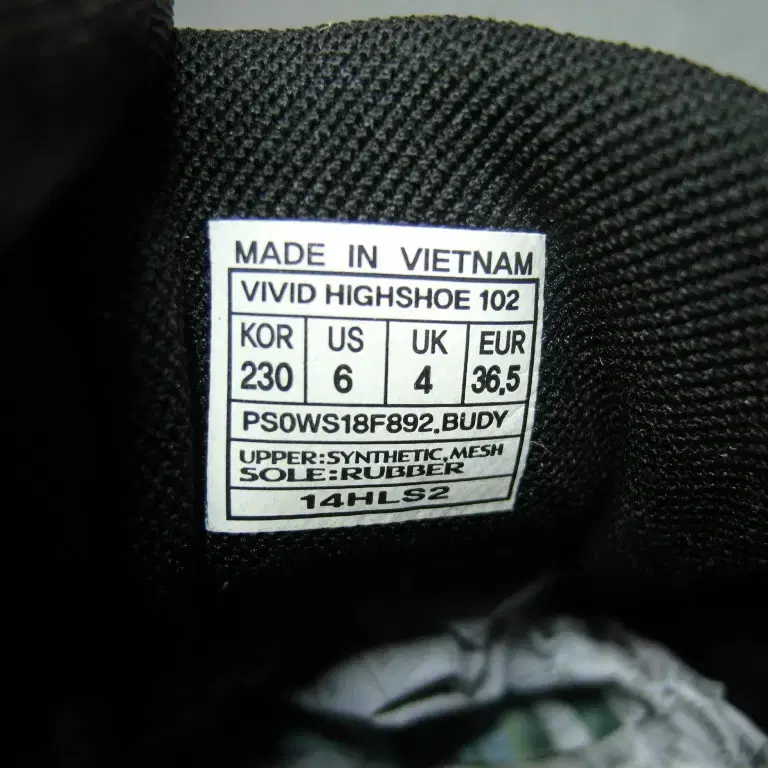 MADE IN VIETNAM
VIVID HIGHSHOE 102
KOR US UK EUR
230 6 4 36,5
PS0WS18F892.BUDY
UPPER:SYNTHETIC,MESH
SOLE:RUBBER
14HLS2